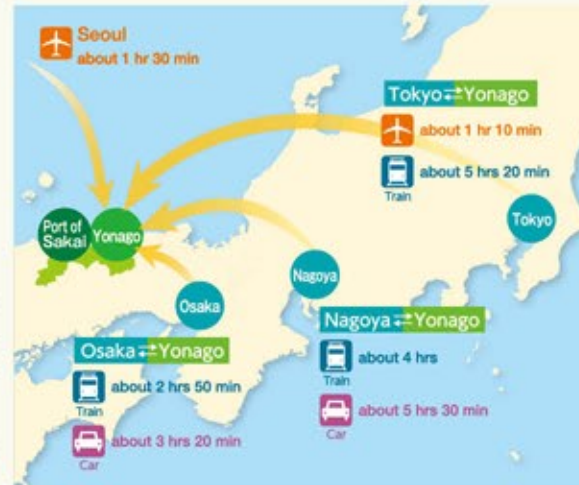 Seoul
about 1 hr 30 min
Tokyo⇄Yonago
about 1 hr 10 min
about 5 hrs 20 min
Train
Tokyo
Port of
Sakai
Yonago
Nagoya
Osaka
Osaka⇄Yonago
about 2 hrs 50 min
Train
about 3 hrs 20 min
Car
Nagoya⇄Yonago
about 4 hrs
Train
about 5 hrs 30 min
Car